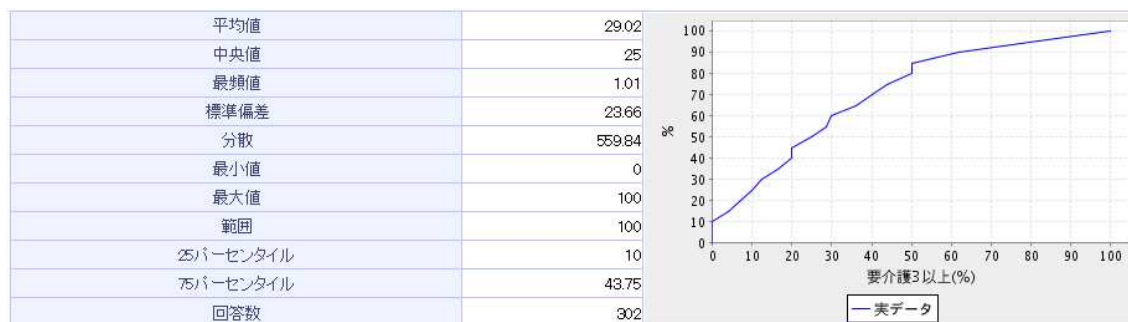 平均値 29.02
中央値 25
最頻値 1.01
標準偏差 23.66
分散 559.84
最小値 0
最大値 100
範囲 100
25パーセンタイル 10
75パーセンタイル 43.75
回答数 302
100
90
80
70
60
50
40
30
20
10
0
%
0 10 20 30 40 50 60 70 80 90 100
要介護3以上(%)
実データ